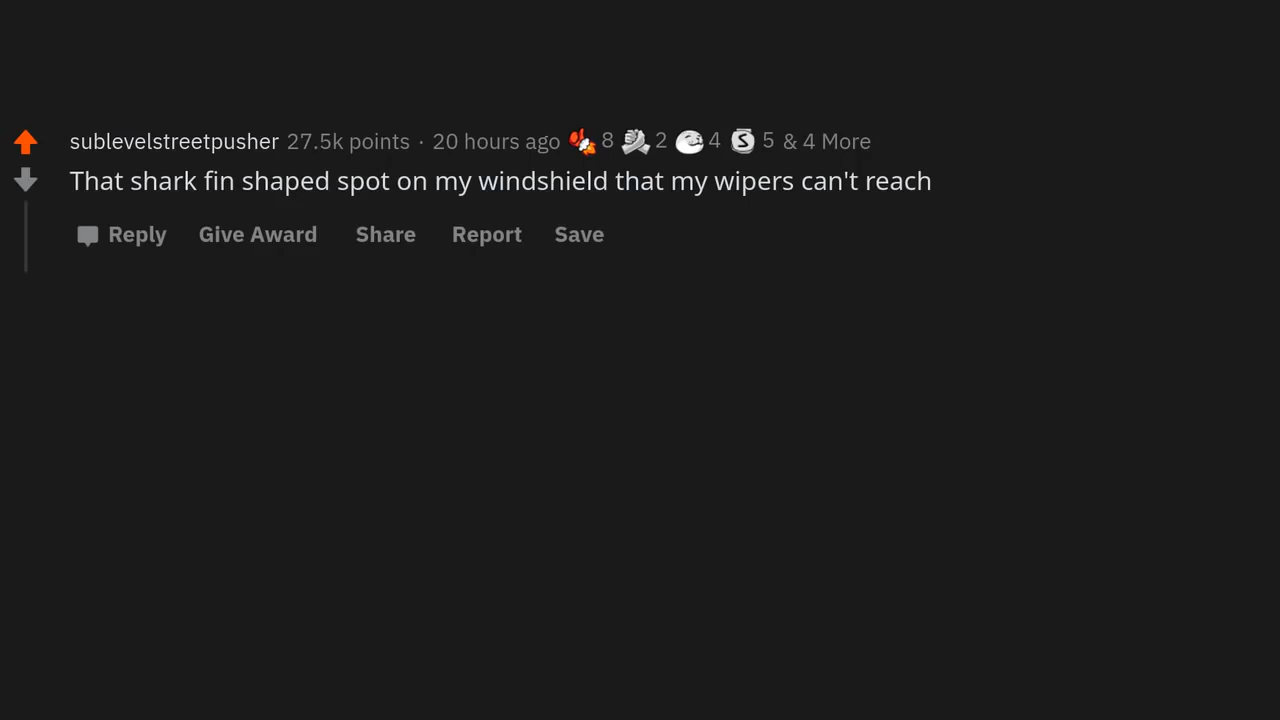 sublevelstreetpusher 27.5k points · 20 hours ago 8 2 4 S 5 & 4 More
That shark fin shaped spot on my windshield that my wipers can't reach
Reply Give Award Share Report Save